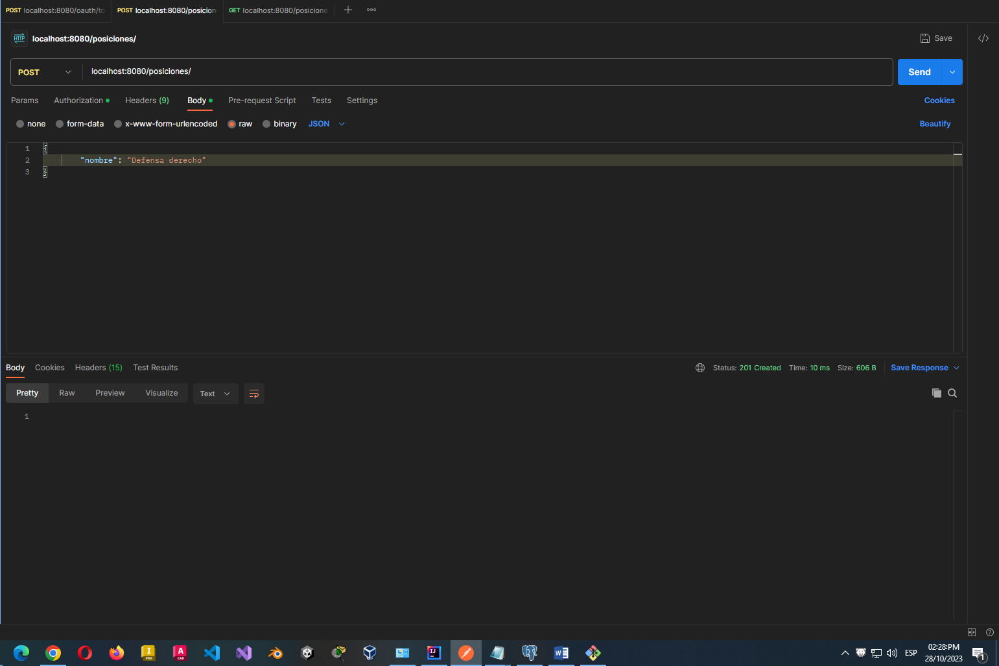 POST localhost:8080/oauth/to POST localhost:8080/posicion GET localhost:8080/posicione
HTTP localhost:8080/posiciones/ Save
POST localhost:8080/posiciones/ Send
Params Authorization Headers (9) Body Pre-request Script Tests Settings Cookies
none form-data x-www-form-urlencoded raw binary JSON Beautify
1 {
2 "nombre": "Defensa derecho"
3 }
Body Cookies Headers (15) Test Results Status: 201 Created Time: 10 ms Size: 606 B Save Response
Pretty Raw Preview Visualize Text
1
ESP 02:28:PM
28/10/2023 1